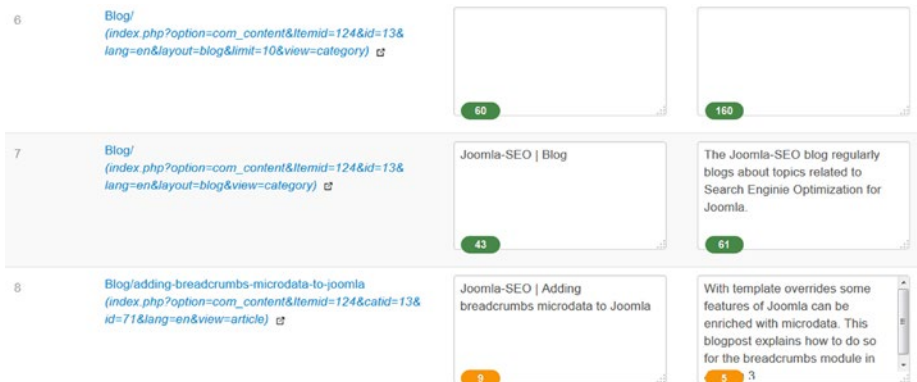 6
Blog/
(index.php?option=com_content&Itemid=124&id=13&
lang=en&layout=blog&limit=10&view=category)
60
160
7
Blog/
(index.php?option=com_content&Itemid=124&id=13&
lang=en&layout=blog&view=category)
Joomla-SEO | Blog
43
The Joomla-SEO blog regularly
blogs about topics related to
Search Enginie Optimization for
Joomla.
61
8
Blog/adding-breadcrumbs-microdata-to-joomla
(index.php?option=com_content&Itemid=124&catid=13&
id=71&lang=en&view=article)
Joomla-SEO | Adding
breadcrumbs microdata to Joomla
9
With template overrides some
features of Joomla can be
enriched with microdata. This
blogpost explains how to do so
for the breadcrumbs module in
3
5